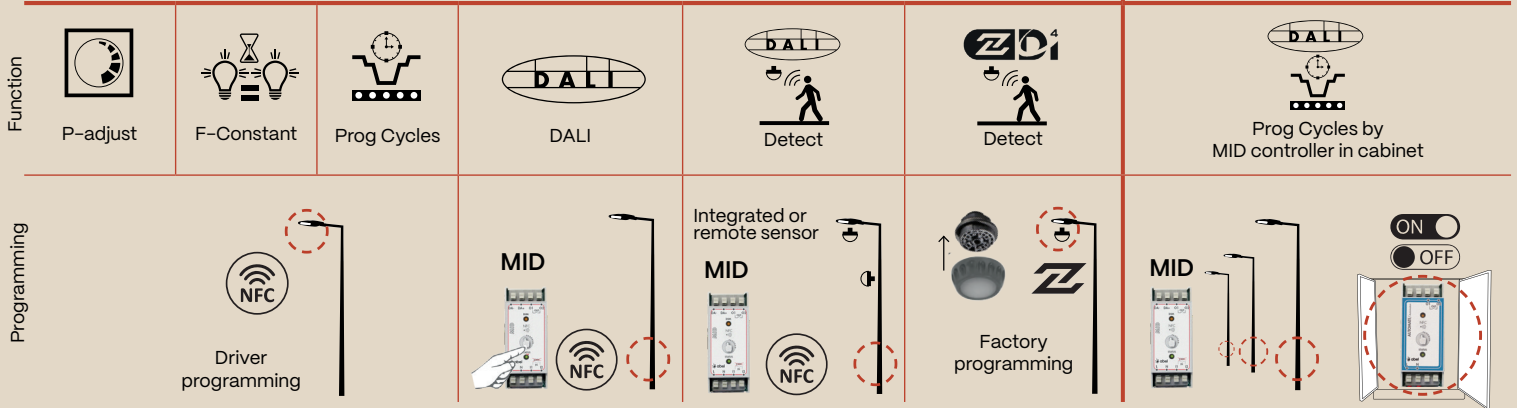 Function
P-adjust
F-Constant
Prog Cycles
DALI
DALI
DALI
Detect
ZD4i
Detect
DALI
Prog Cycles by
MID controller in cabinet
Programming
NFC
Driver
programming
MID
NFC
Integrated or
remote sensor
MID
NFC
Z
Factory
programming
MID
ON
OFF